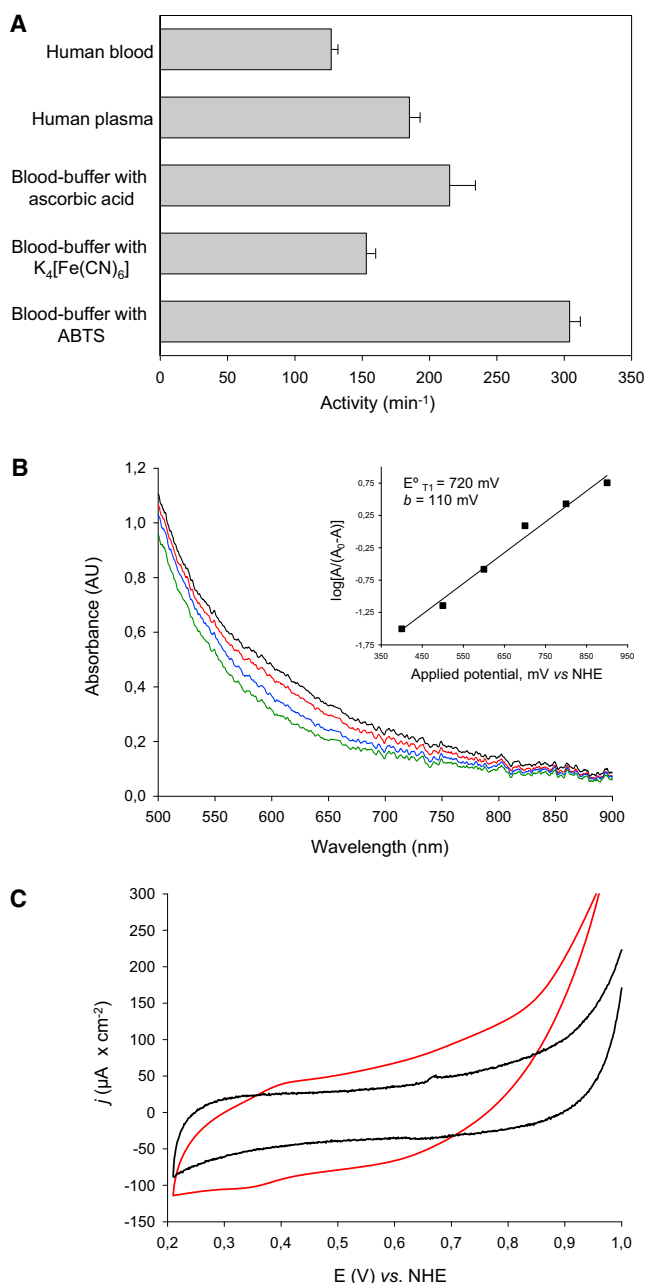 A
Human blood
Human plasma
Blood-buffer with
ascorbic acid
Blood-buffer with
K₄[Fe(CN)₆]
Blood-buffer with
ABTS
0 50 100 150 200 250 300 350
Activity (min⁻¹)
B
1,2
1,0
0,8
0,6
0,4
0,2
0,0
Absorbance (AU)
500 550 600 650 700 750 800 850 900
Wavelength (nm)
E° T1 = 720 mV
b = 110 mV
0,75
0,25
-0,25
-0,75
-1,25
-1,75
log[A/(A₀-A)]
350 450 550 650 750 850 950
Applied potential, mV vs NHE
C
300
250
200
150
100
50
0
-50
-100
-150
j (µA x cm⁻²)
0,2 0,3 0,4 0,5 0,6 0,7 0,8 0,9 1,0
E (V) vs. NHE